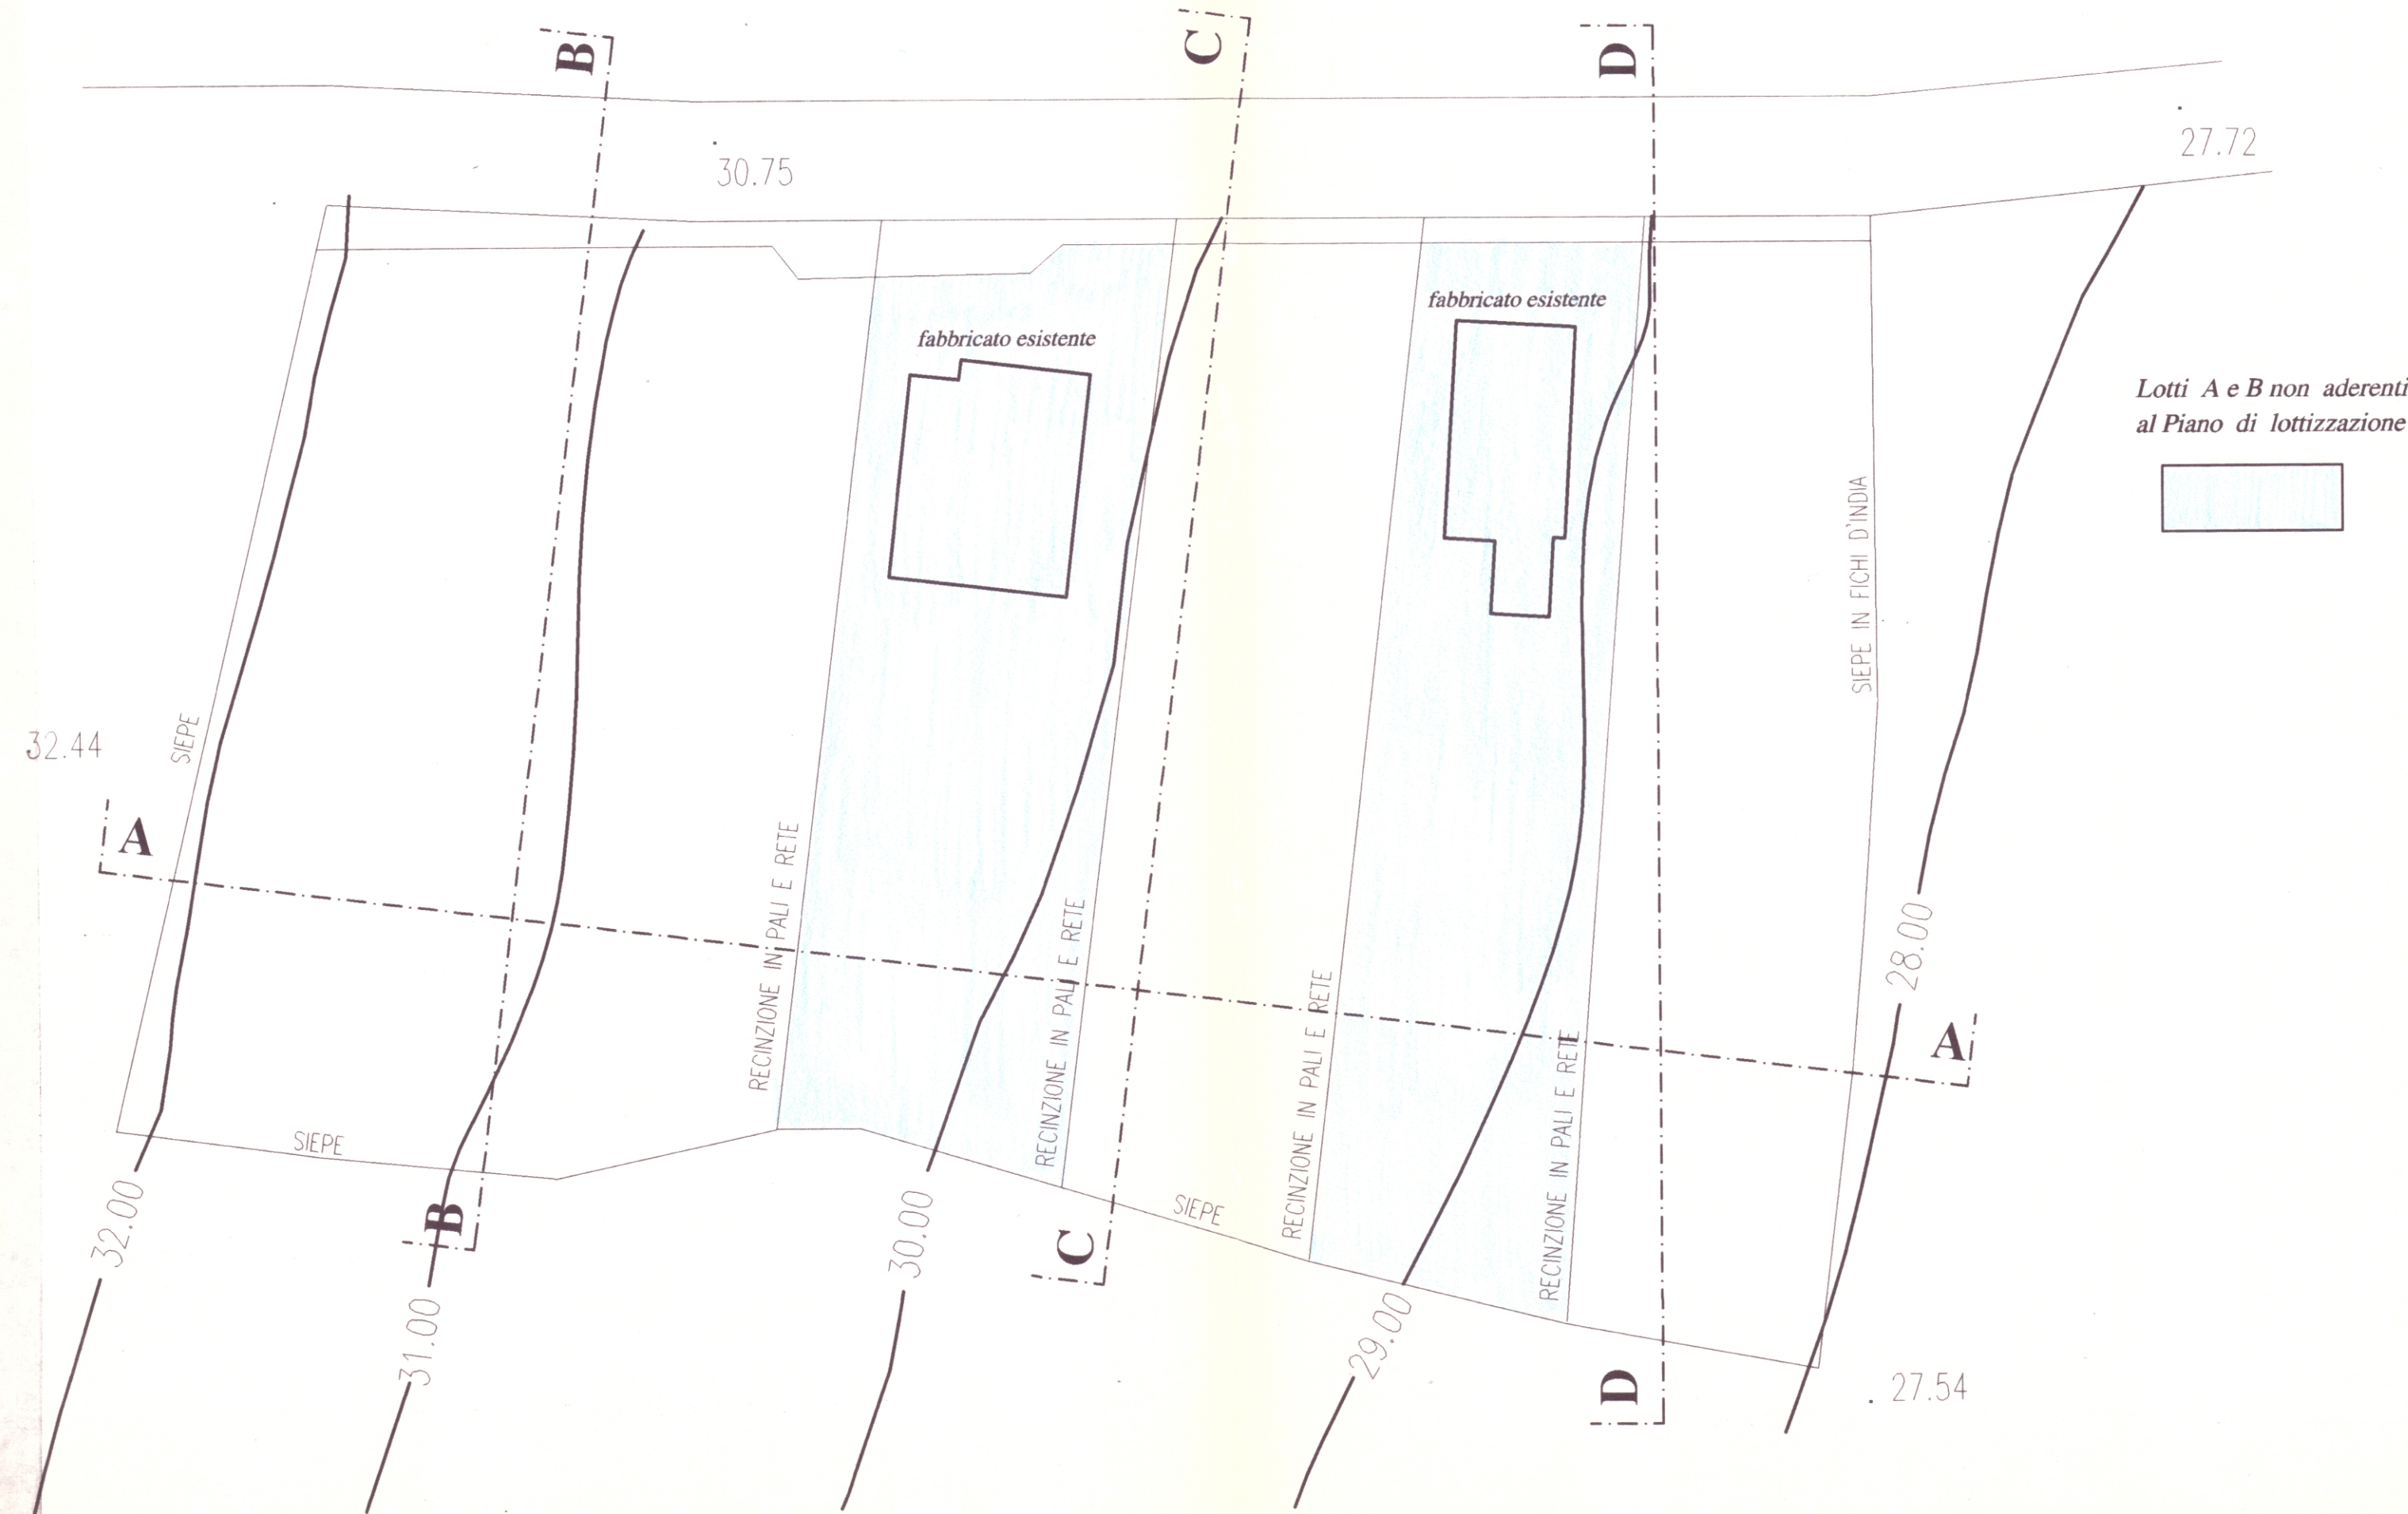 B
C
D
27.72
30.75
fabbricato esistente
fabbricato esistente
Lotti A e B non aderenti
al Piano di lottizzazione
SIEPE IN FICHI D'INDIA
32.44
SIEPE
A
RECINZIONE IN PALI E RETE
RECINZIONE IN PALI E RETE
RECINZIONE IN PALI E RETE
RECINZIONE IN PALI E RETE
28.00
A
SIEPE
SIEPE
32.00
B
30.00
C
31.00
29.00
D
27.54